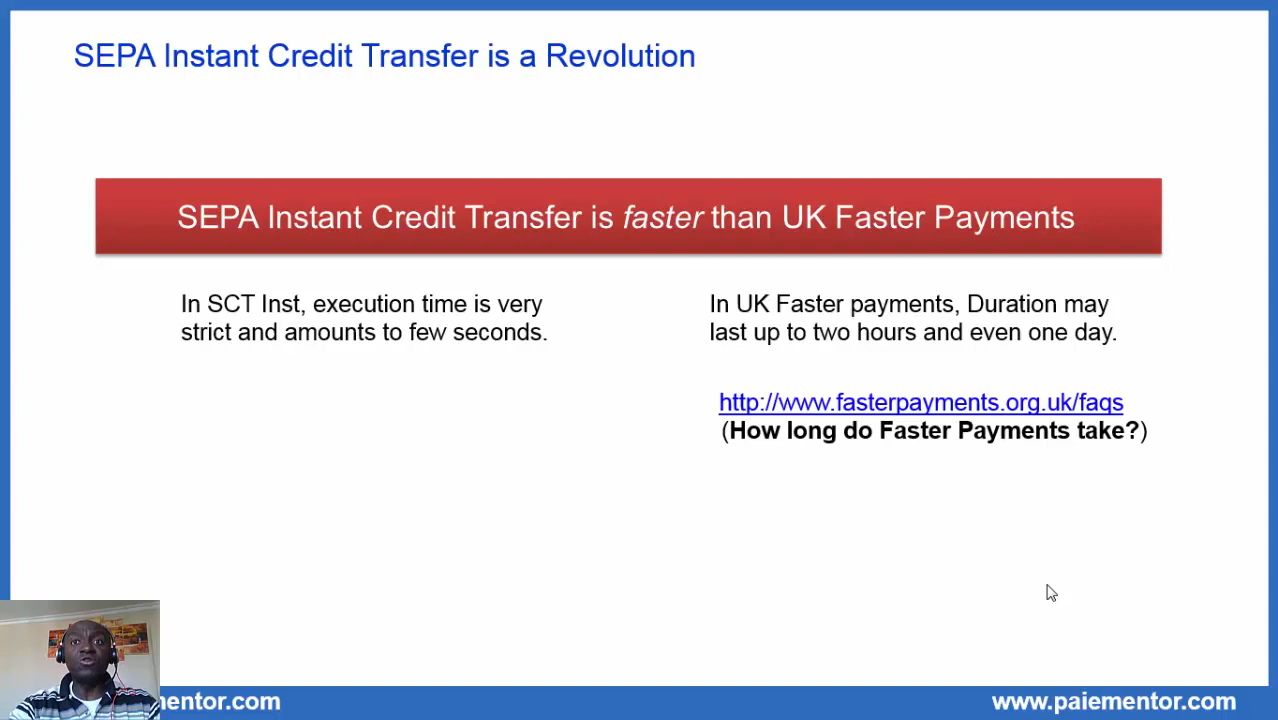 SEPA Instant Credit Transfer is a Revolution
SEPA Instant Credit Transfer is faster than UK Faster Payments
In SCT Inst, execution time is very
strict and amounts to few seconds.
In UK Faster payments, Duration may
last up to two hours and even one day.
http://www.fasterpayments.org.uk/faqs
(How long do Faster Payments take?)
mentor.com
www.paiementor.com